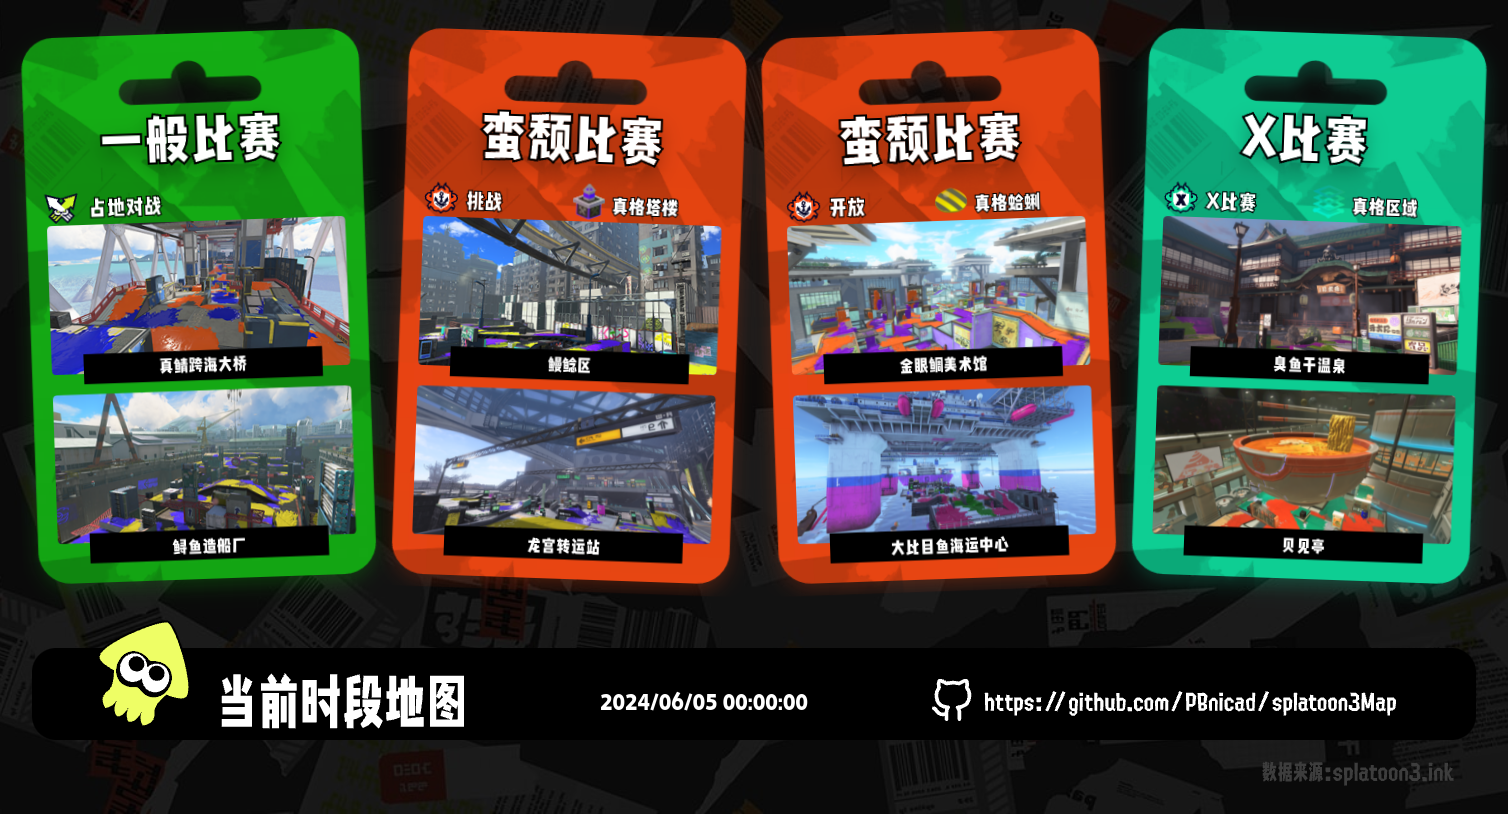 一般比赛
占地对战
真鲭跨海大桥
鲟鱼造船厂
蛮颓比赛
挑战
真格塔楼
鳗鲶区
龙宫转运站
蛮颓比赛
开放
真格蛤蜊
金眼鲷美术馆
大比目鱼海运中心
X比赛
X比赛
真格区域
臭鱼干温泉
贝见亭
当前时段地图
2024/06/05 00:00:00
https://github.com/PBnicad/splatoon3Map
数据来源:splatoon3.ink